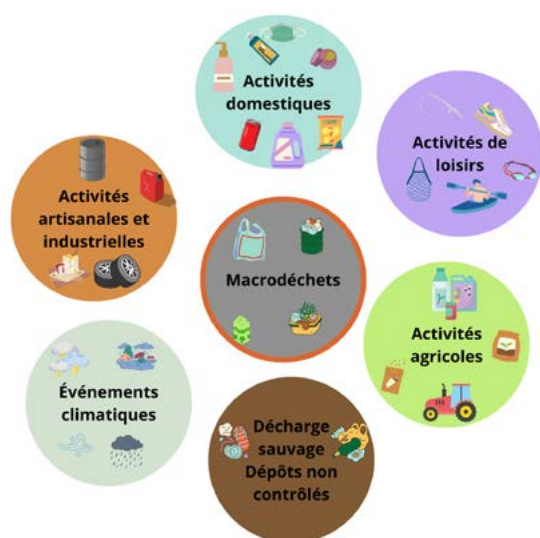 Activités
domestiques
Activités de
loisirs
Activités
artisanales et
industrielles
Macrodéchets
Activités
agricoles
Événements
climatiques
Décharge
sauvage
Dépôts non
contrôlés